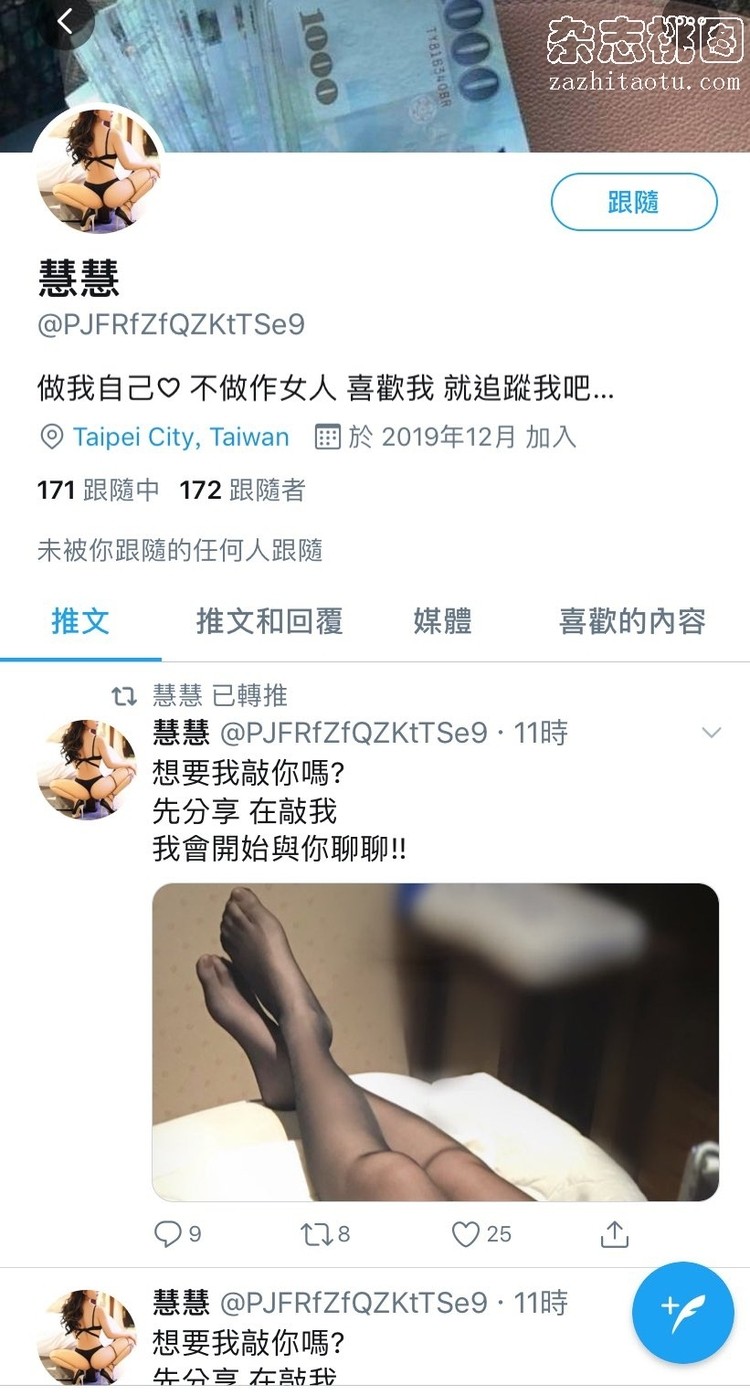 1000
1000
TY816340BR
杂志桃图
zazhitaotu.com
跟隨
慧慧
@PJFRfZfQZKtTSe9
做我自己♡ 不做作女人 喜歡我 就追蹤我吧...
Taipei City, Taiwan 於 2019年12月 加入
171 跟隨中 172 跟隨者
未被你跟隨的任何人跟隨
推文 推文和回覆 媒體 喜歡的內容
慧慧 已轉推
慧慧 @PJFRfZfQZKtTSe9 · 11時
想要我敲你嗎?
先分享 在敲我
我會開始與你聊聊!!
9 8 25
慧慧 @PJFRfZfQZKtTSe9 · 11時
想要我敲你嗎?
先分享 在敲我